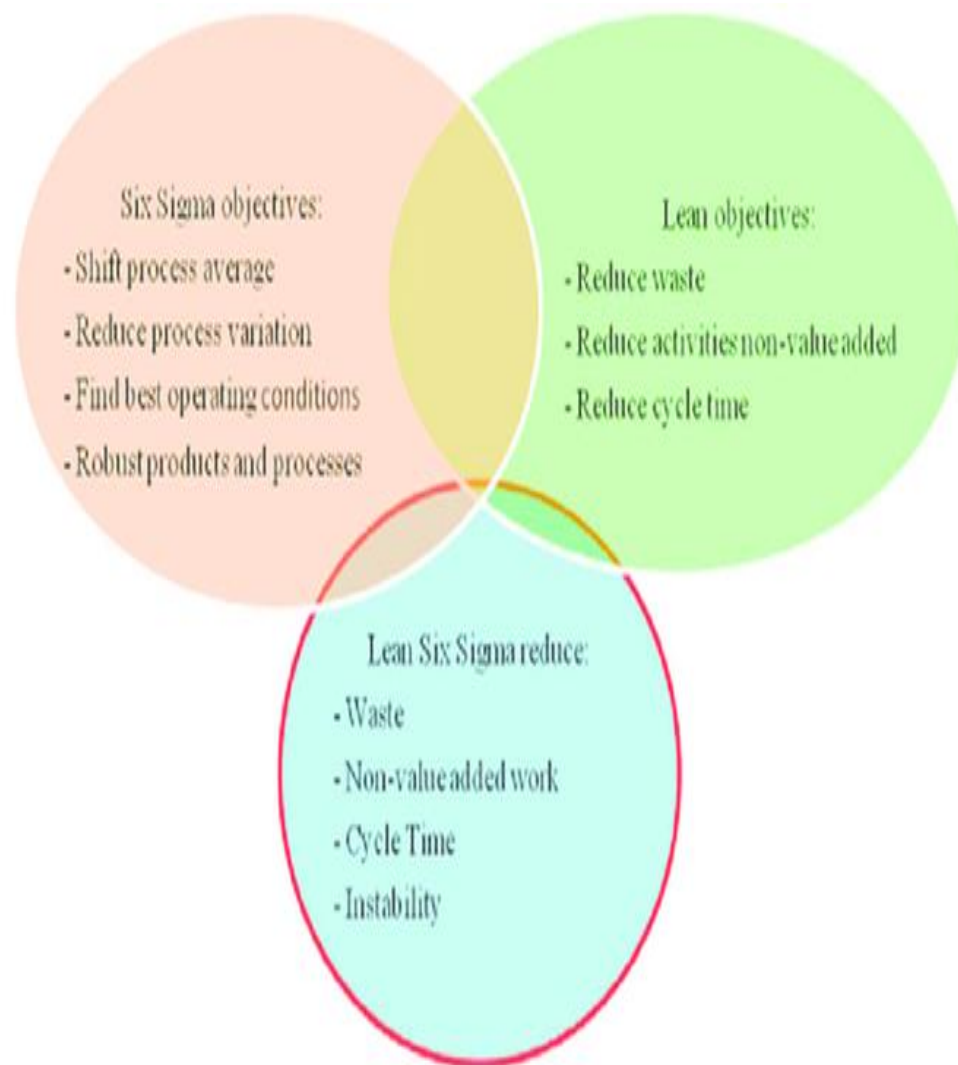 Six Sigma objectives:
- Shift process average
- Reduce process variation
- Find best operating conditions
- Robust products and processes
Lean objectives:
- Reduce waste
- Reduce activities non-value added
- Reduce cycle time
Lean Six Sigma reduce:
- Waste
- Non-value added work
- Cycle Time
- Instability